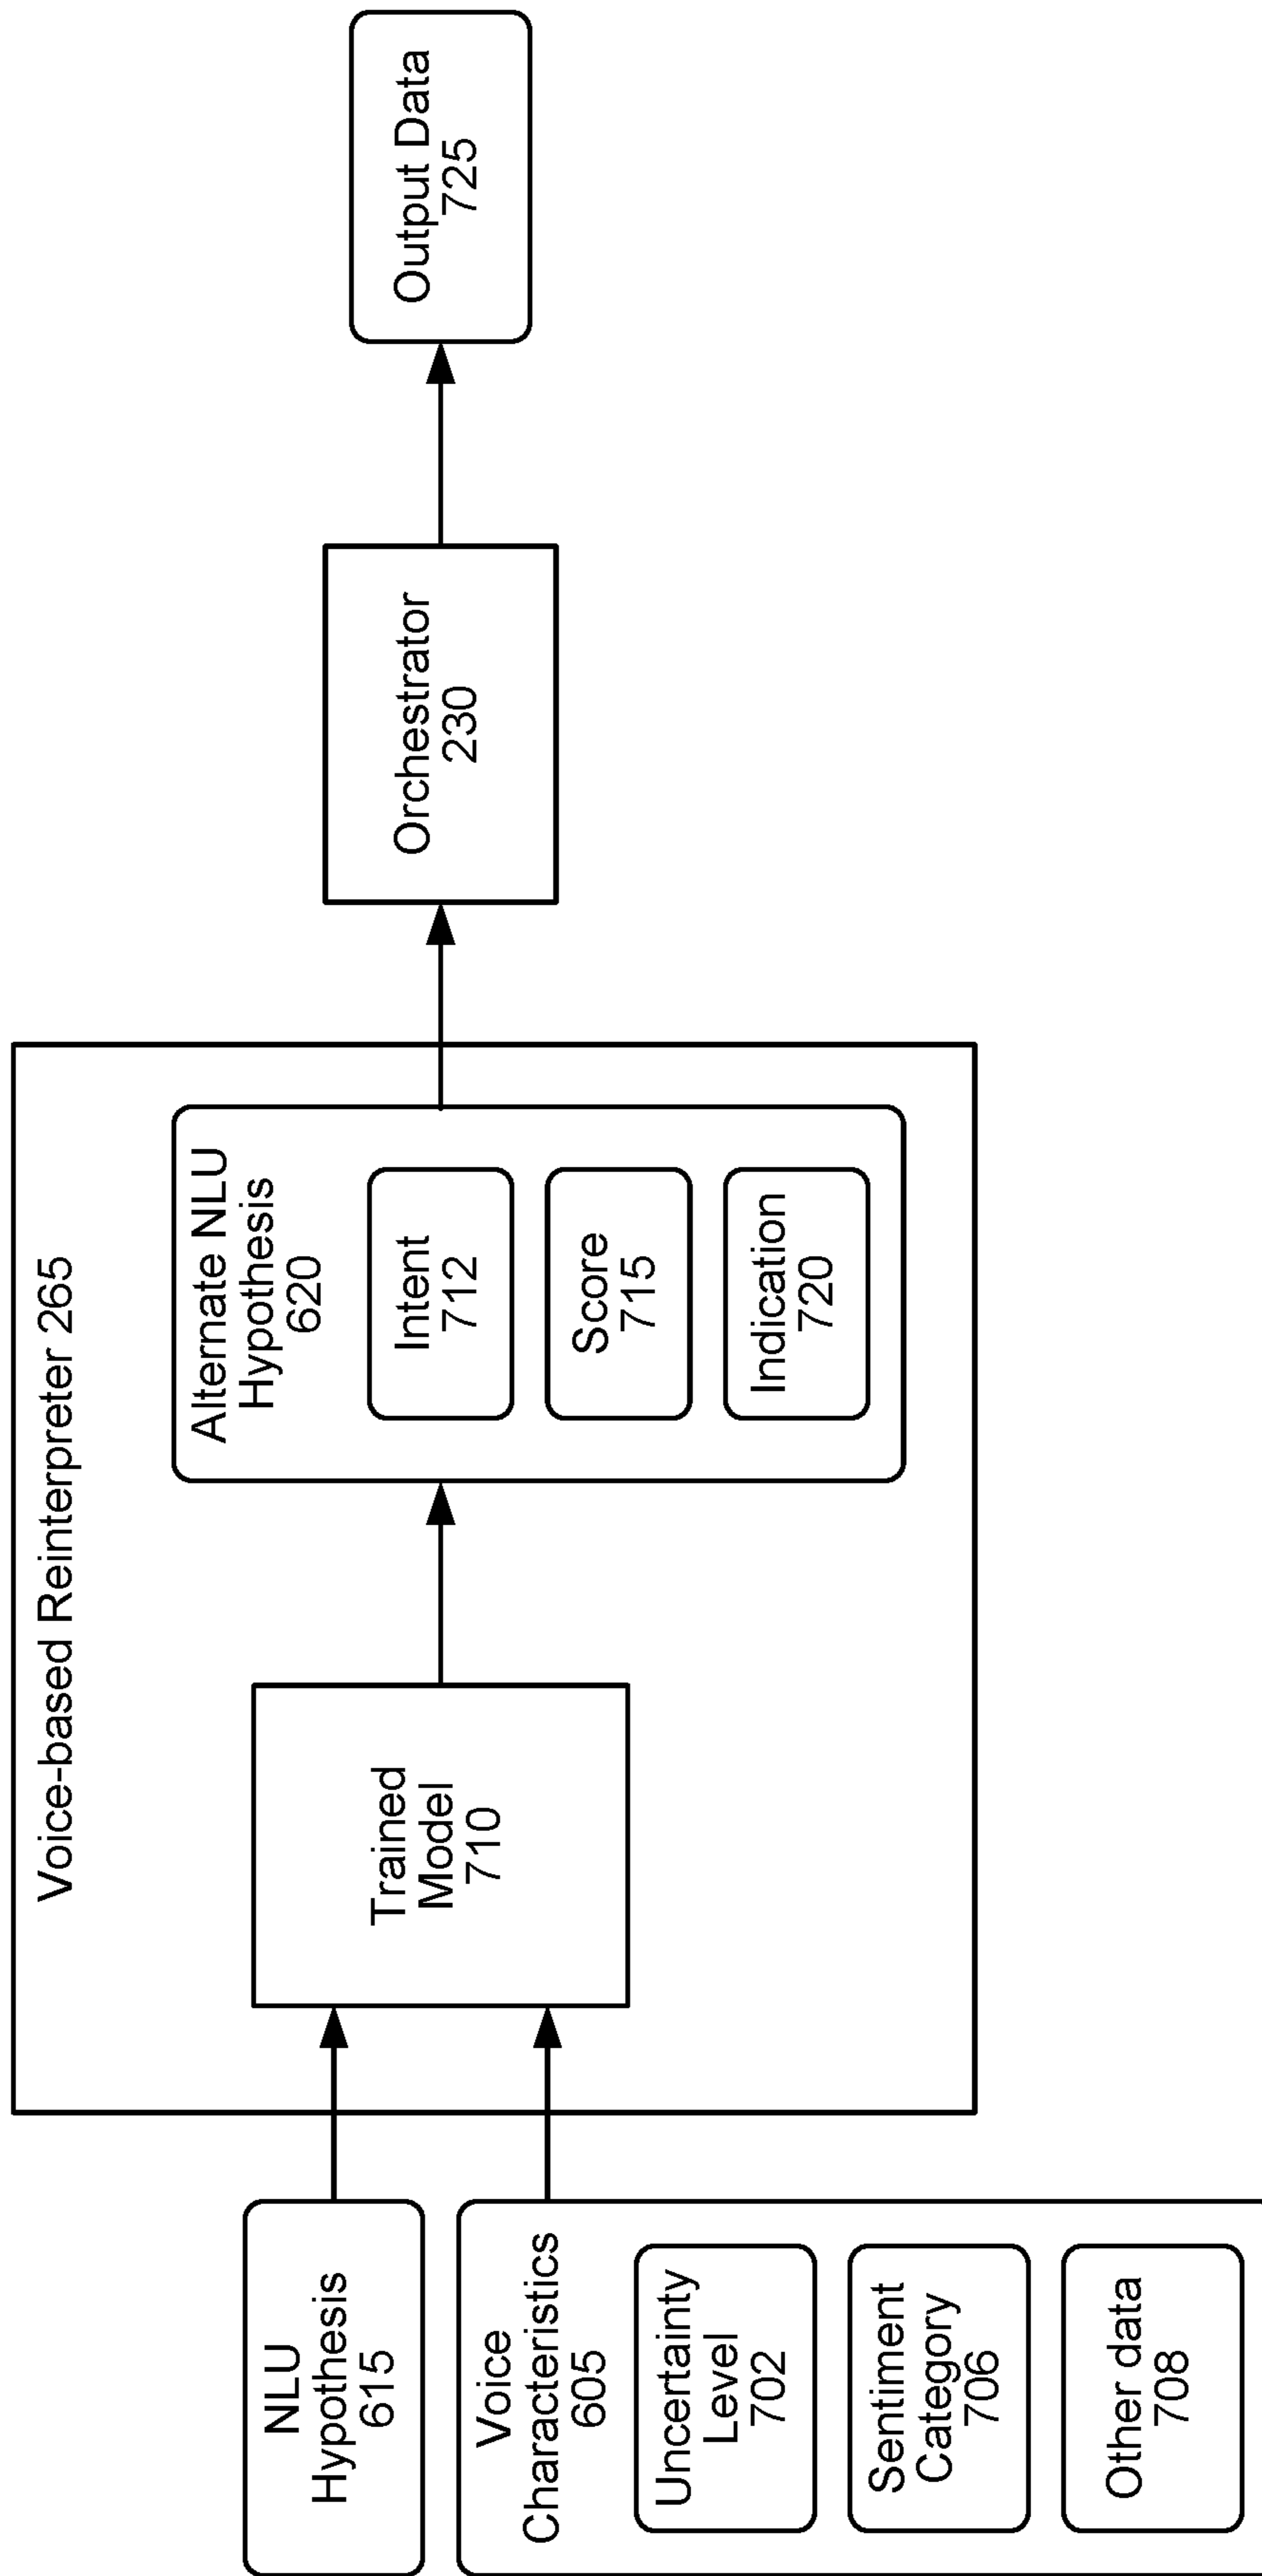 NLU
Hypothesis
615
Voice
Characteristics
605
Uncertainty
Level
702
Sentiment
Category
706
Other data
708
Voice-based Reinterpreter 265
Trained
Model
710
Alternate NLU
Hypothesis
620
Intent
712
Score
715
Indication
720
Orchestrator
230
Output Data
725